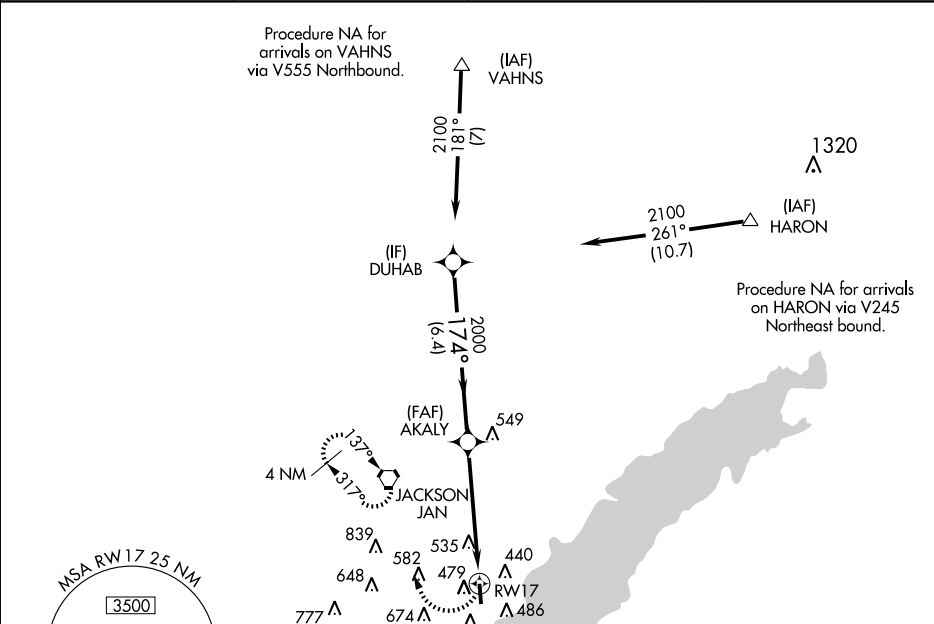 Procedure NA for
arrivals on VAHNS
via V555 Northbound.
(IAF)
VAHNS
2100
181°
(7)
1320
2100
261°
(10.7)
(IAF)
HARON
(IF)
DUHAB
Procedure NA for arrivals
on HARON via V245
Northeast bound.
2000
174°
(6.4)
(FAF)
AKALY
549
137°
4 NM
317°
JACKSON
JAN
839
535
582
440
648
479
RW17
777
674
486
MSA RW17 25 NM
3500